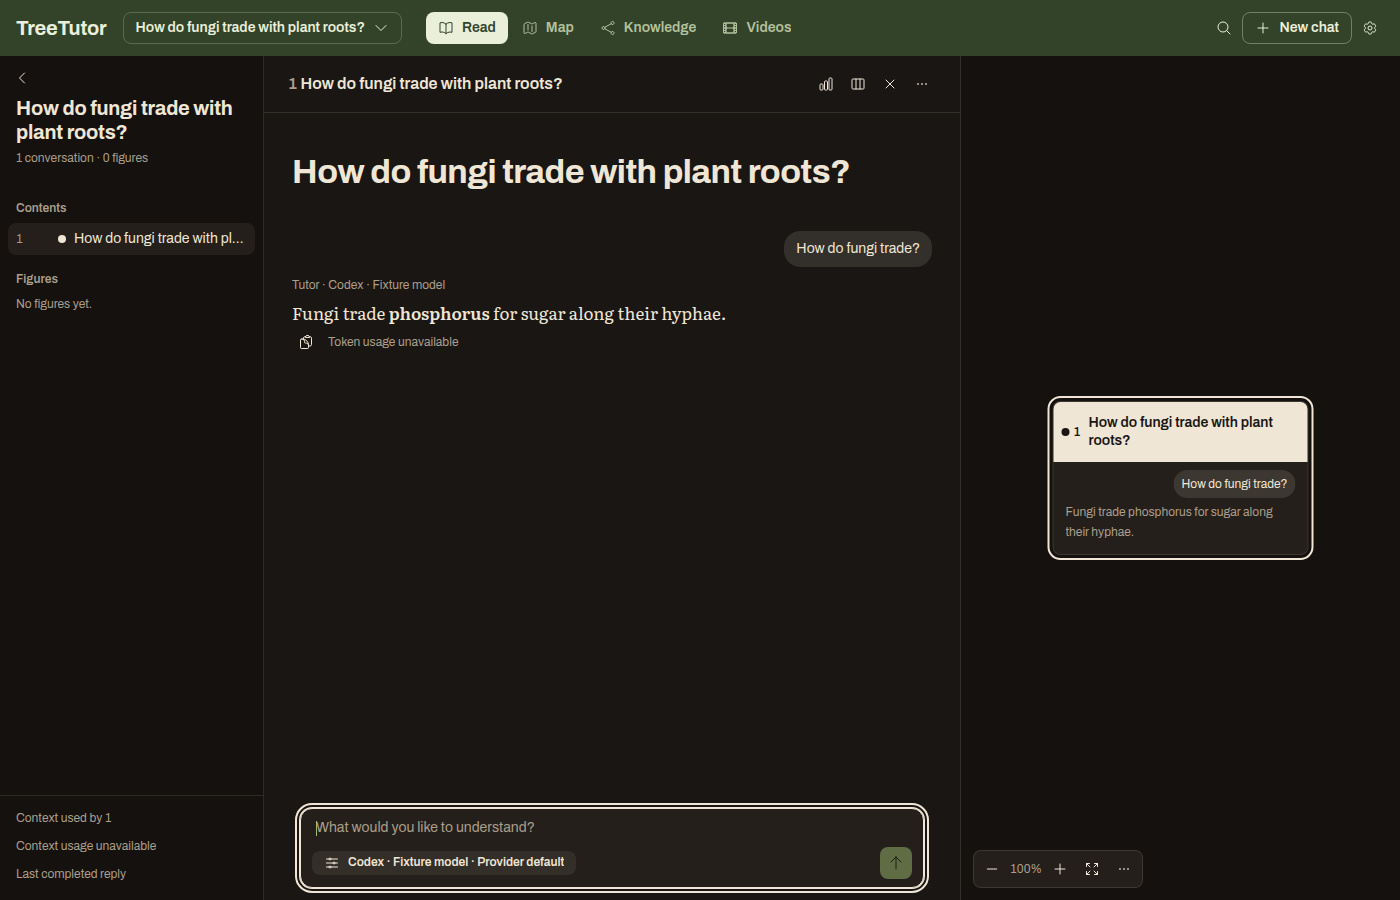 TreeTutor
How do fungi trade with plant roots?
Read
Map
Knowledge
Videos
New chat
How do fungi trade with
plant roots?
1 conversation · 0 figures
Contents
1 How do fungi trade with pl...
Figures
No figures yet.
Context used by 1
Context usage unavailable
Last completed reply
1 How do fungi trade with plant roots?
How do fungi trade with plant roots?
How do fungi trade?
Tutor · Codex · Fixture model
Fungi trade phosphorus for sugar along their hyphae.
Token usage unavailable
What would you like to understand?
Codex · Fixture model · Provider default
1 How do fungi trade with plant
roots?
How do fungi trade?
Fungi trade phosphorus for sugar along
their hyphae.
100%